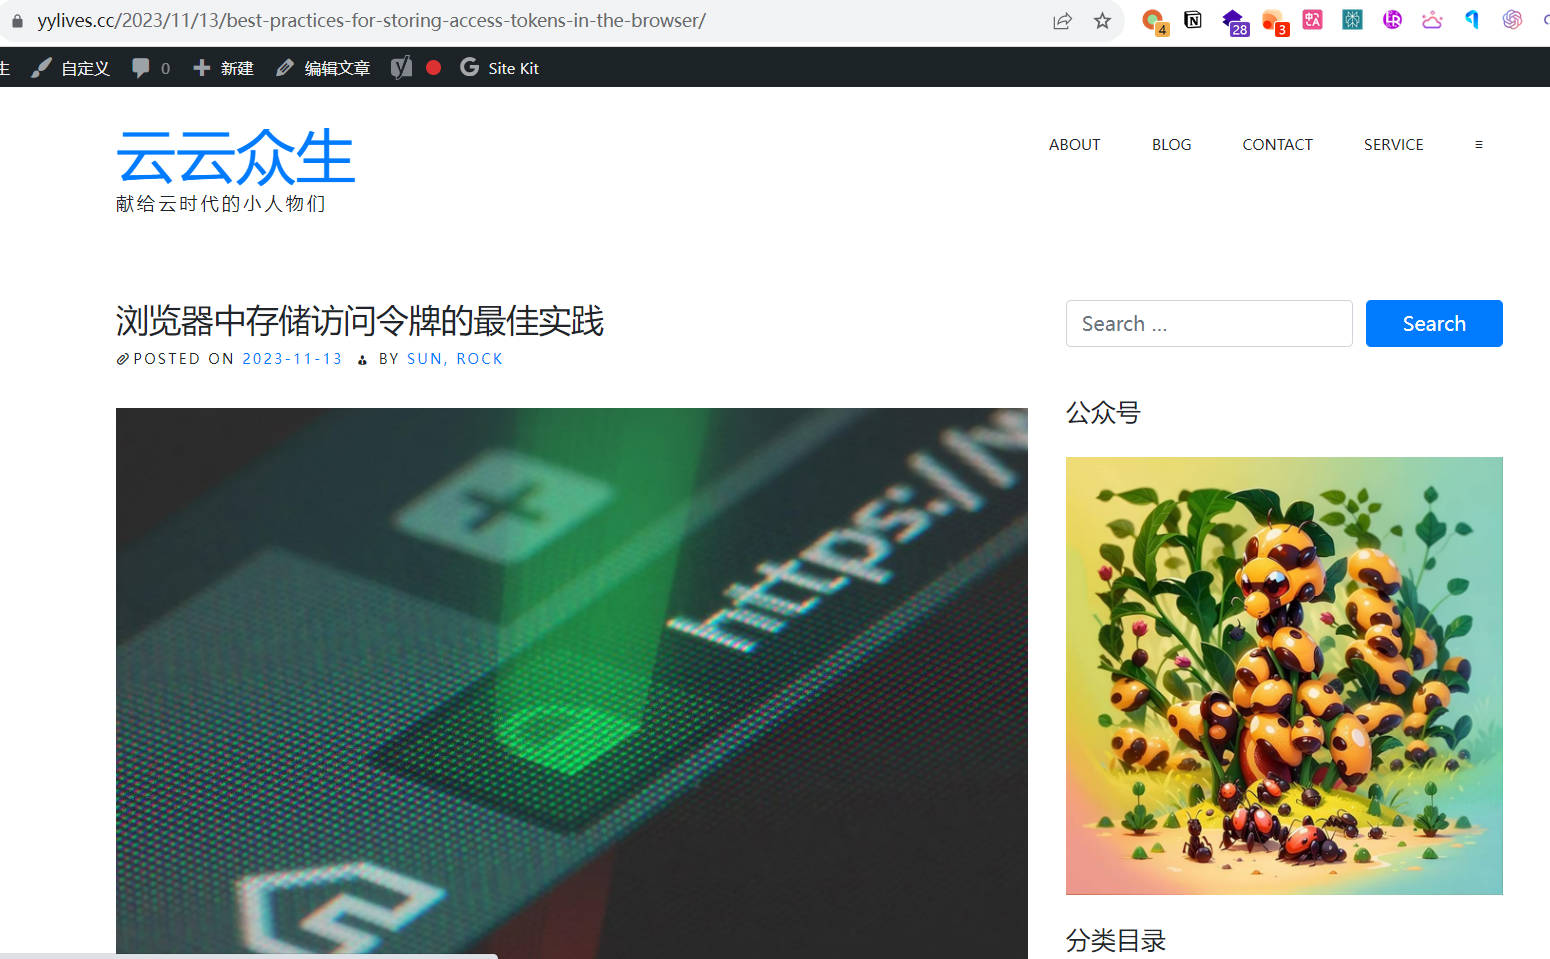 yylives.cc/2023/11/13/best-practices-for-storing-access-tokens-in-the-browser/
4
28
3
生 自定义 0 新建 编辑文章 Site Kit
云云众生
献给云时代的小人物们
ABOUT BLOG CONTACT SERVICE
浏览器中存储访问令牌的最佳实践
POSTED ON 2023-11-13 BY SUN, ROCK
Search ... Search
公众号
https://
分类目录